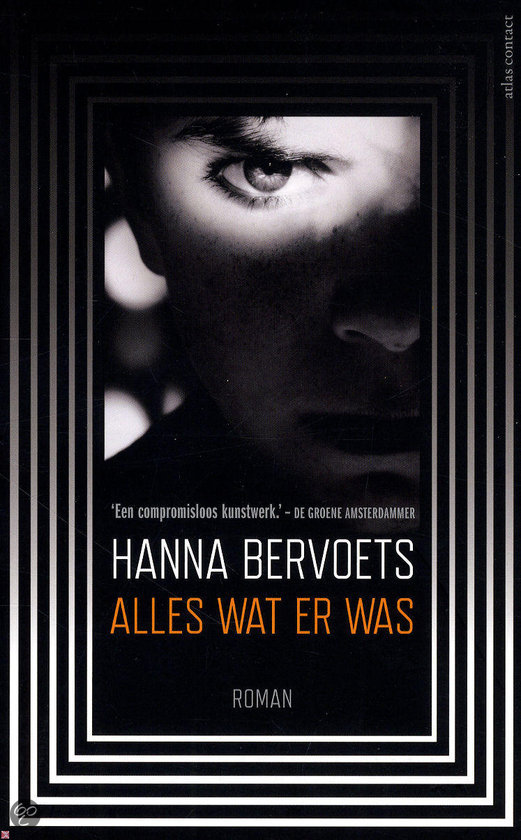 atlas contact
'Een compromisloos kunstwerk.' – DE GROENE AMSTERDAMMER
HANNA BERVOETS
ALLES WAT ER WAS
ROMAN